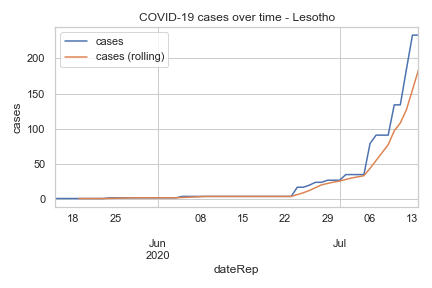 COVID-19 cases over time - Lesotho
cases
cases (rolling)
cases
200
150
100
50
0
18 25 08 15 22 29 06 13
Jun Jul
2020
dateRep